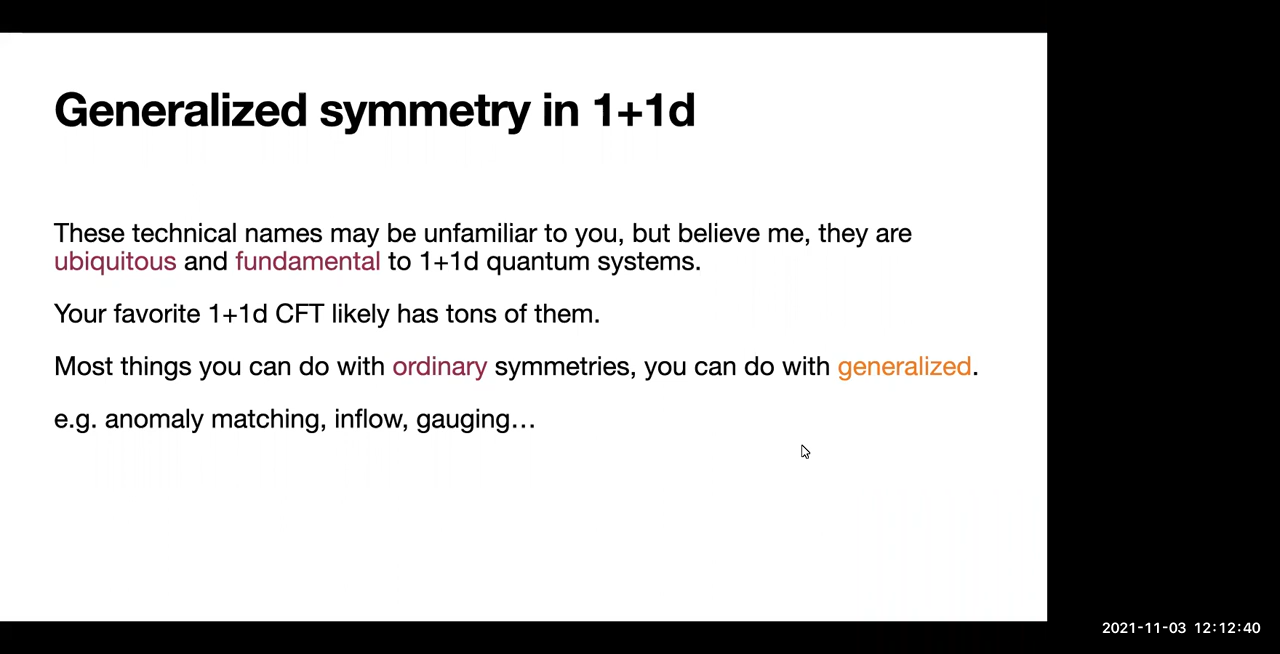 Generalized symmetry in 1+1d
These technical names may be unfamiliar to you, but believe me, they are
ubiquitous and fundamental to 1+1d quantum systems.
Your favorite 1+1d CFT likely has tons of them.
Most things you can do with ordinary symmetries, you can do with generalized.
e.g. anomaly matching, inflow, gauging…
2021-11-03 12:12:40